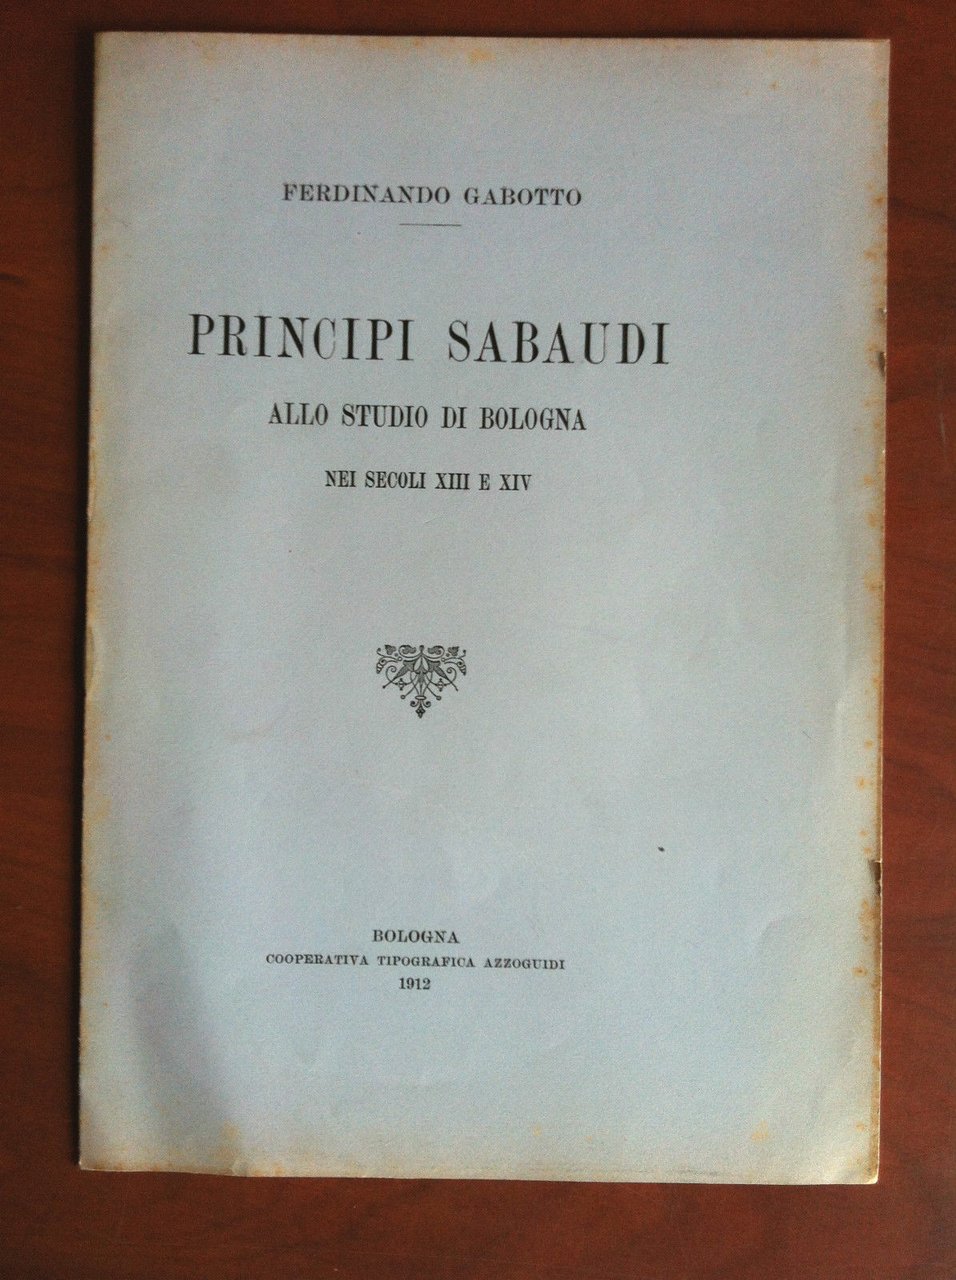 FERDINANDO GABOTTO
PRINCIPI SABAUDI
ALLO STUDIO DI BOLOGNA
NEI SECOLI XIII E XIV
BOLOGNA
COOPERATIVA TIPOGRAFICA AZZOGUIDI
1912